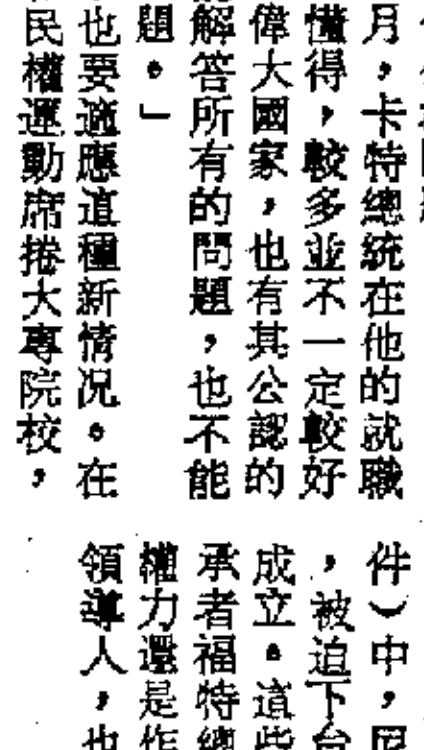 月，卡特總統在他的就職
懂得，較多並不一定較好
偉大國家，也有其公認的
解答所有的問題，也不能
題。」
也要適應這種新情况。在
民權運動席捲大專院校，
件）中，因
，被迫下台
成立。這些
承者福特總
權力還是作
領導人，也